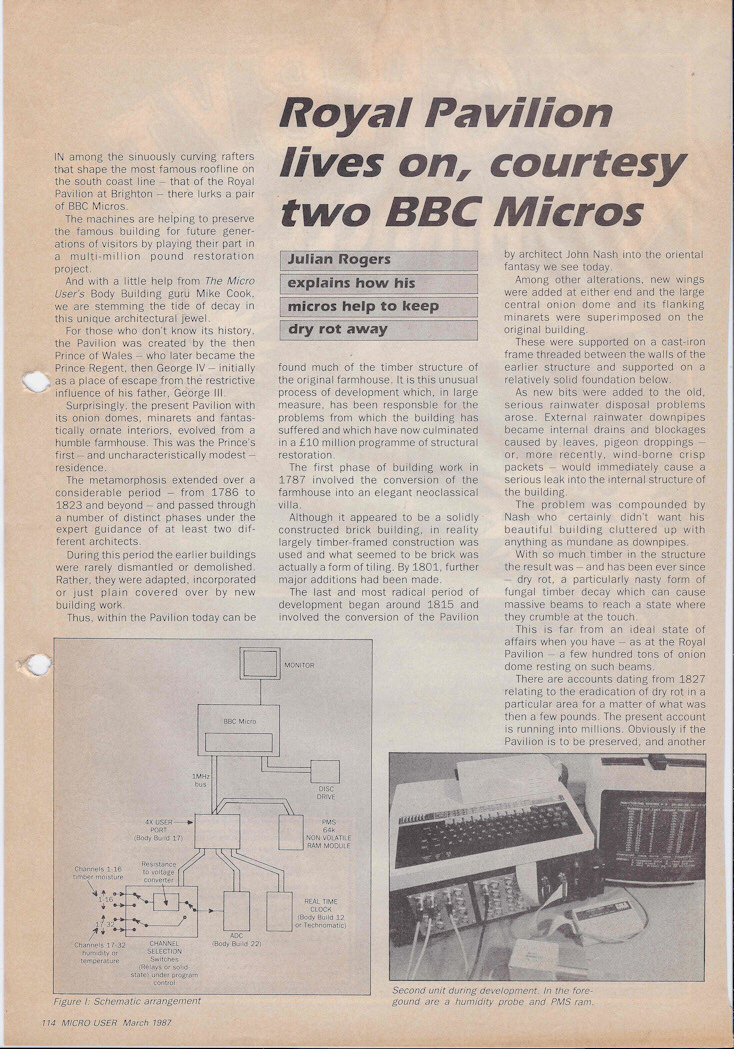 Royal Pavilion
lives on, courtesy
two BBC Micros
Julian Rogers
explains how his
micros help to keep
dry rot away
IN among the sinuously curving rafters
that shape the most famous roofline on
the south coast line – that of the Royal
Pavilion at Brighton – there lurks a pair
of BBC Micros.
The machines are helping to preserve
the famous building for future gener-
ations of visitors by playing their part in
a multi-million pound restoration
project.
And with a little help from The Micro
User's Body Building guru Mike Cook,
we are stemming the tide of decay in
this unique architectural jewel.
For those who don't know its history,
the Pavilion was created by the then
Prince of Wales – who later became the
Prince Regent, then George IV – initially
as a place of escape from the restrictive
influence of his father, George III.
Surprisingly, the present Pavilion with
its onion domes, minarets and fantas-
tically ornate interiors, evolved from a
humble farmhouse. This was the Prince's
first – and uncharacteristically modest –
residence.
The metamorphosis extended over a
considerable period – from 1786 to
1823 and beyond – and passed through
a number of distinct phases under the
expert guidance of at least two dif-
ferent architects.
During this period the earlier buildings
were rarely dismantled or demolished.
Rather, they were adapted, incorporated
or just plain covered over by new
building work.
Thus, within the Pavilion today can be
found much of the timber structure of
the original farmhouse. It is this unusual
process of development which, in large
measure, has been responsible for the
problems from which the building has
suffered and which have now culminated
in a £10 million programme of structural
restoration.
The first phase of building work in
1787 involved the conversion of the
farmhouse into an elegant neoclassical
villa.
Although it appeared to be a solidly
constructed brick building, in reality
largely timber-framed construction was
used and what seemed to be brick was
actually a form of tiling. By 1801, further
major additions had been made.
The last and most radical period of
development began around 1815 and
involved the conversion of the Pavilion
by architect John Nash into the oriental
fantasy we see today.
Among other alterations, new wings
were added at either end and the large
central onion dome and its flanking
minarets were superimposed on the
original building.
These were supported on a cast-iron
frame threaded between the walls of the
earlier structure and supported on a
relatively solid foundation below.
As new bits were added to the old,
serious rainwater disposal problems
arose. External rainwater downpipes
became internal drains and blockages
caused by leaves, pigeon droppings –
or, more recently, wind-borne crisp
packets – would immediately cause a
serious leak into the internal structure of
the building.
The problem was compounded by
Nash who certainly didn't want his
beautiful building cluttered up with
anything as mundane as downpipes.
With so much timber in the structure
the result was – and has been ever since
– dry rot, a particularly nasty form of
fungal timber decay which can cause
massive beams to reach a state where
they crumble at the touch.
This is far from an ideal state of
affairs when you have – as at the Royal
Pavilion – a few hundred tons of onion
dome resting on such beams.
There are accounts dating from 1827
relating to the eradication of dry rot in a
particular area for a matter of what was
then a few pounds. The present account
is running into millions. Obviously if the
Pavilion is to be preserved, and another
MONITOR
BBC Micro
1MHz
bus
DISC
DRIVE
4X USER
PORT
(Body Build 17)
PMS
64k
NON VOLATILE
RAM MODULE
Channels 1-16
timber moisture
Resistance
to voltage
converter
1-16
17-32
Channels 17-32
humidity or
temperature
CHANNEL
SELECTION
Switches
(Relays or solid
state) under program
control
ADC
(Body Build 22)
REAL TIME
CLOCK
(Body Build 12
or Technomatic)
Figure I: Schematic arrangement
Second unit during development. In the fore-
gound are a humidity probe and PMS ram.
114 MICRO USER March 1987